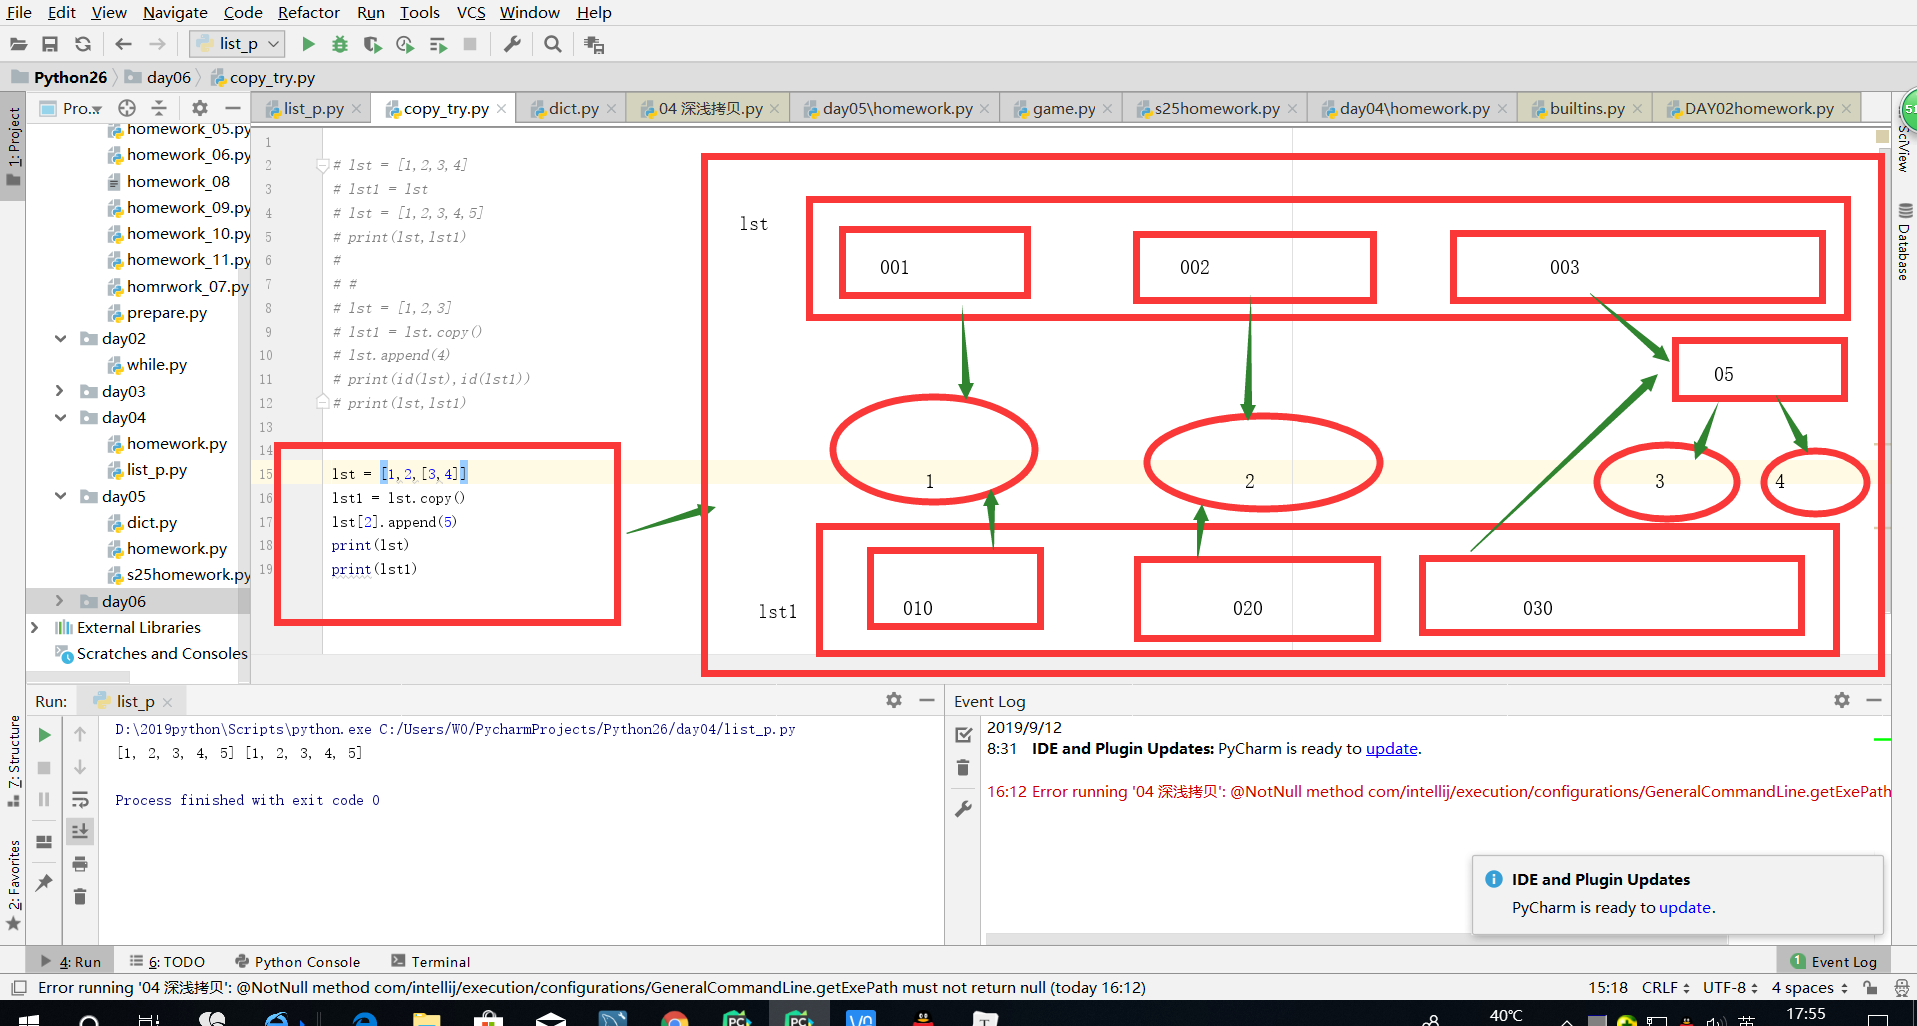 File Edit View Navigate Code Refactor Run Tools VCS Window Help
list_p
Python26 day06 copy_try.py
1: Project
Pro...
list_p.py copy_try.py dict.py 04 深浅拷贝.py day05\homework.py game.py s25homework.py day04\homework.py builtins.py DAY02homework.py
51
SciView
Database
homework_05.py
homework_06.py
homework_08
homework_09.py
homework_10.py
homework_11.py
homrwork_07.py
prepare.py
day02
while.py
day03
day04
homework.py
list_p.py
day05
dict.py
homework.py
s25homework.py
day06
External Libraries
Scratches and Consoles
1
2 # lst = [1,2,3,4]
3 # lst1 = lst
4 # lst = [1,2,3,4,5]
5 # print(lst,lst1)
6 #
7 # #
8 # lst = [1,2,3]
9 # lst1 = lst.copy()
10 # lst.append(4)
11 # print(id(lst),id(lst1))
12 # print(lst,lst1)
13
14
15 lst = [1,2,[3,4]]
16 lst1 = lst.copy()
17 lst[2].append(5)
18 print(lst)
19 print(lst1)
lst
001 002 003
05
1 2 3 4
lst1 010 020 030
Run: list_p
D:\2019python\Scripts\python.exe C:/Users/W0/PycharmProjects/Python26/day04/list_p.py
[1, 2, 3, 4, 5] [1, 2, 3, 4, 5]
Process finished with exit code 0
7: Structure
2: Favorites
Event Log
2019/9/12
8:31 IDE and Plugin Updates: PyCharm is ready to update.
16:12 Error running '04 深浅拷贝': @NotNull method com/intellij/execution/configurations/GeneralCommandLine.getExePath
IDE and Plugin Updates
PyCharm is ready to update.
4: Run 6: TODO Python Console Terminal 1 Event Log
Error running '04 深浅拷贝': @NotNull method com/intellij/execution/configurations/GeneralCommandLine.getExePath must not return null (today 16:12) 15:18 CRLF UTF-8 4 spaces
40℃ 英 17:55